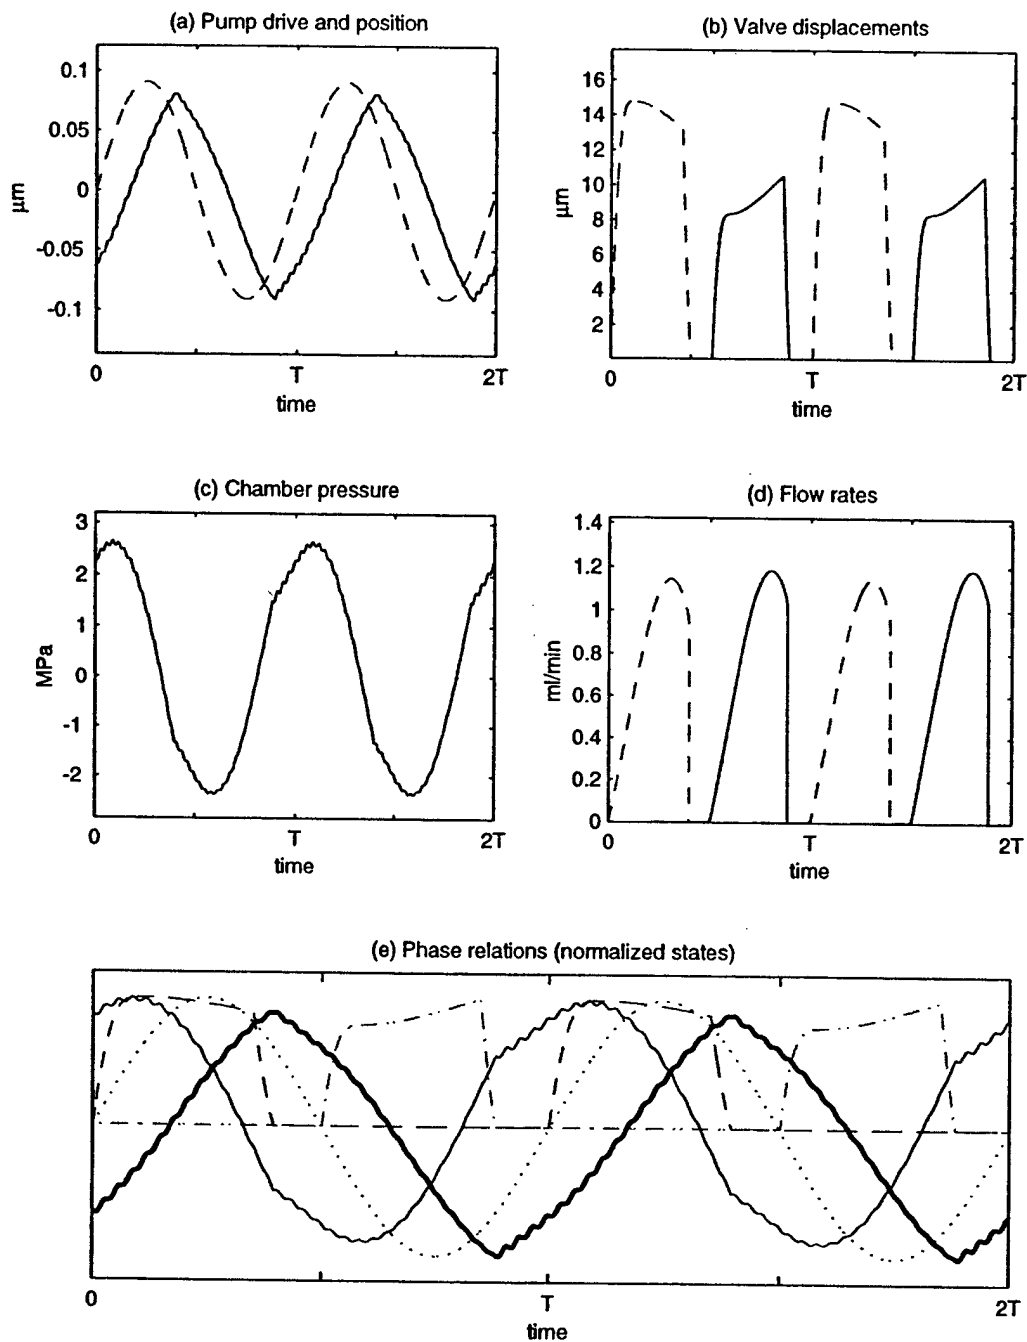 (a) Pump drive and position
0.1
0.05
0
-0.05
-0.1
µm
0
T
2T
time
(b) Valve displacements
16
14
12
10
8
6
4
2
µm
0
T
2T
time
(c) Chamber pressure
3
2
1
0
-1
-2
MPa
0
T
2T
time
(d) Flow rates
1.4
1.2
1
0.8
0.6
0.4
0.2
0
ml/min
0
T
2T
time
(e) Phase relations (normalized states)
0
T
2T
time